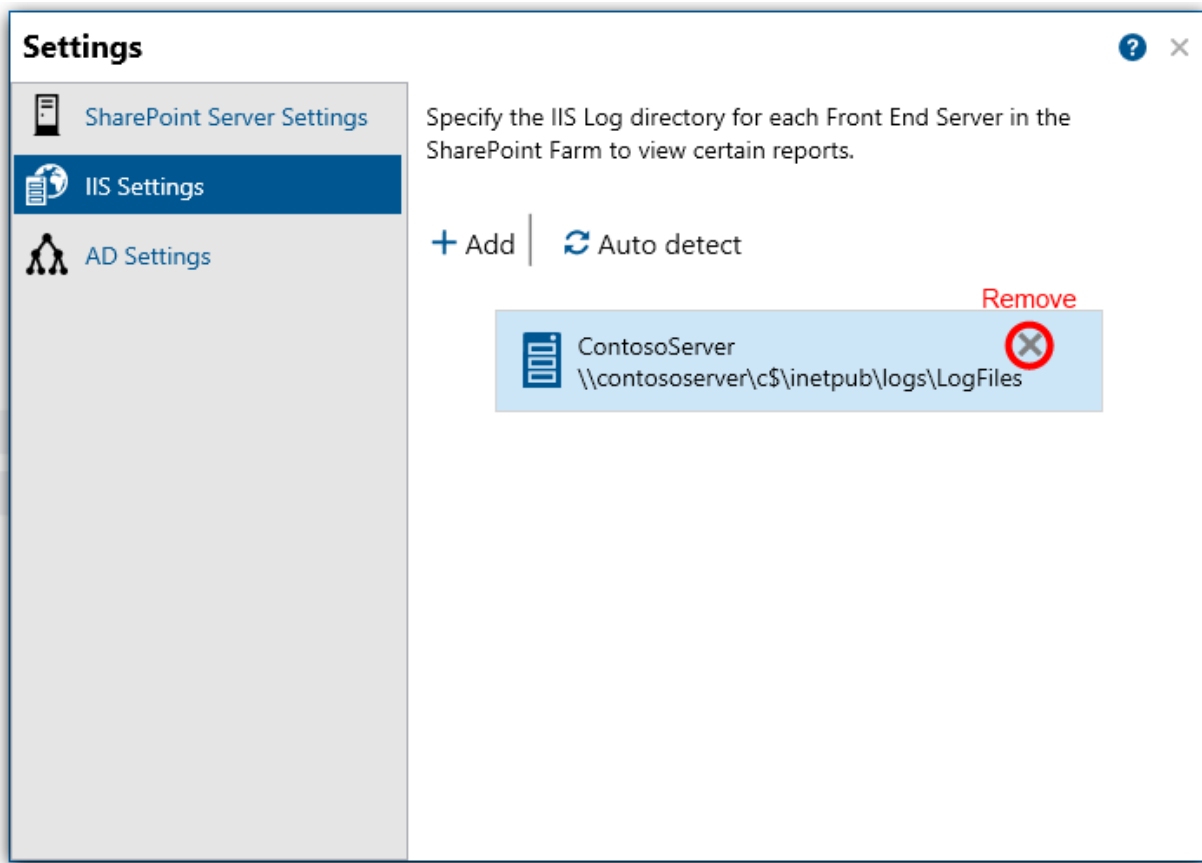 Settings
?
SharePoint Server Settings
IIS Settings
AD Settings
Specify the IIS Log directory for each Front End Server in the
SharePoint Farm to view certain reports.
Add
Auto detect
Remove
ContosoServer
\\contososerver\c$\inetpub\logs\LogFiles